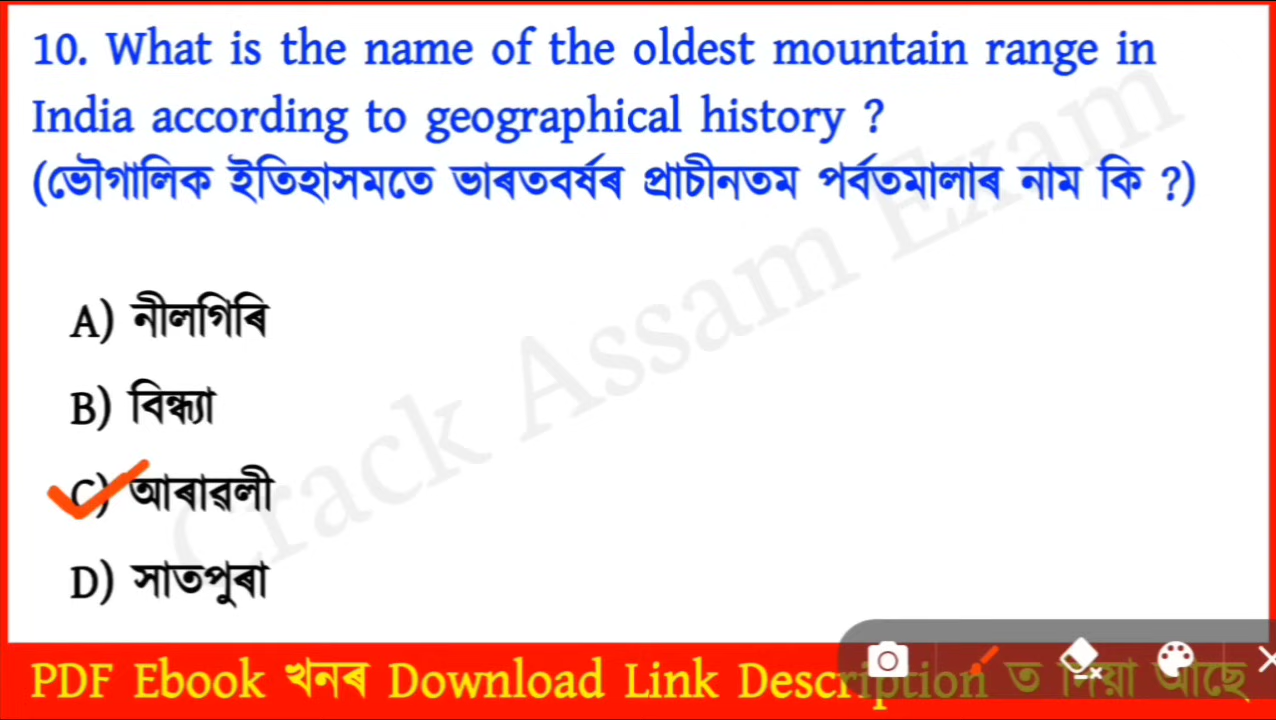 10. What is the name of the oldest mountain range in
India according to geographical history ?
(ভৌগালিক ইতিহাসমতে ভাৰতবৰ্ষৰ প্ৰাচীনতম পৰ্বতমালাৰ নাম কি ?)
A) নীলগিৰি
B) বিন্ধ্যা
C) আৰাৱলী
D) সাতপুৰা
Crack Assam Exam
PDF Ebook খনৰ Download Link Description ত দিয়া আছে